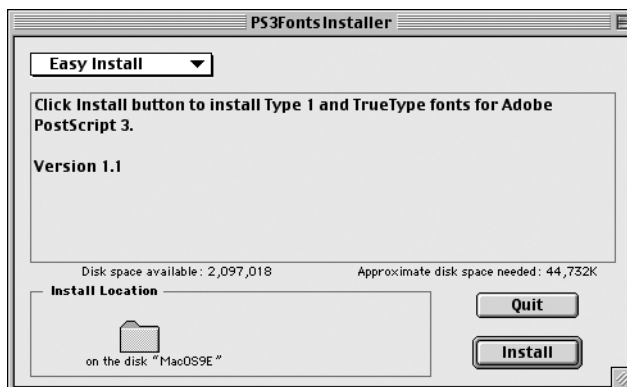 PS3FontsInstaller
Easy Install
Click Install button to install Type 1 and TrueType fonts for Adobe
PostScript 3.
Version 1.1
Disk space available: 2,097,018
Approximate disk space needed: 44,732K
Install Location
on the disk “MacOS9E”
Quit
Install